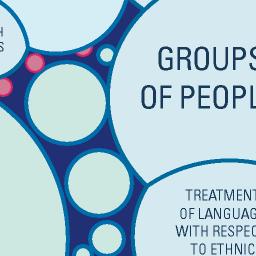 GROUPS
OF PEOPL
TREATMENT
OF LANGUAG
WITH RESPEC
TO ETHNIC